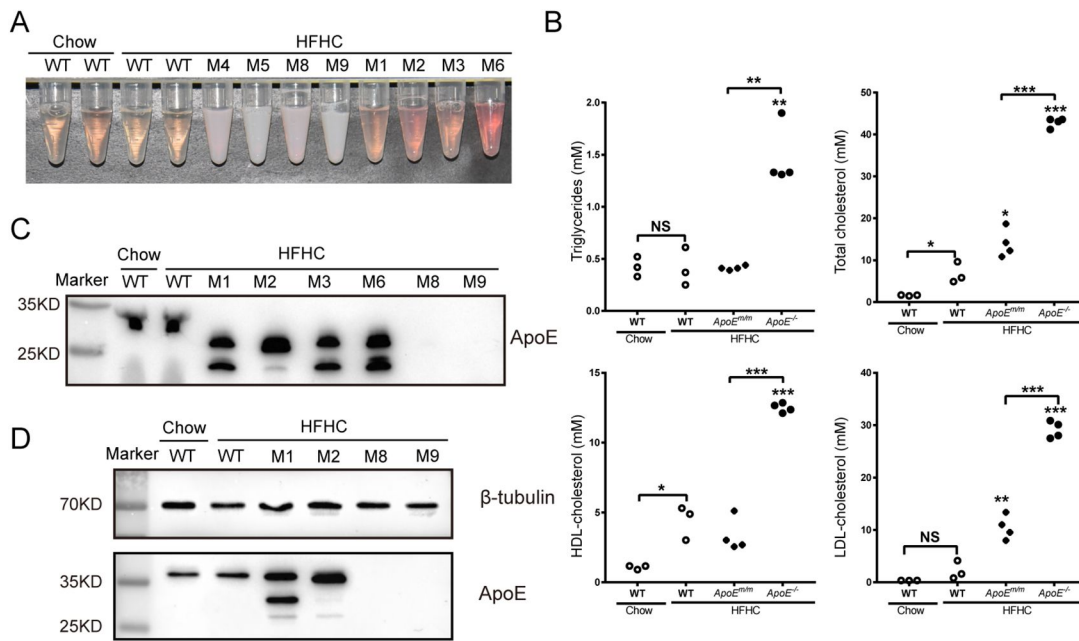 A
Chow HFHC
WT WT WT WT M4 M5 M8 M9 M1 M2 M3 M6
B
** 
**
NS
2.0
1.5
1.0
0.5
0.0
Triglycerides (mM)
WT WT ApoEm/m ApoE-/-
Chow HFHC
***
***
*
*
50
40
30
20
10
0
Total cholesterol (mM)
WT WT ApoEm/m ApoE-/-
Chow HFHC
C
Chow HFHC
Marker WT WT M1 M2 M3 M6 M8 M9
35KD
25KD
ApoE
***
***
*
15
10
5
0
HDL-cholesterol (mM)
WT WT ApoEm/m ApoE-/-
Chow HFHC
***
***
**
NS
40
30
20
10
0
LDL-cholesterol (mM)
WT WT ApoEm/m ApoE-/-
Chow HFHC
D
Chow HFHC
Marker WT WT M1 M2 M8 M9
70KD
β-tubulin
35KD
25KD
ApoE